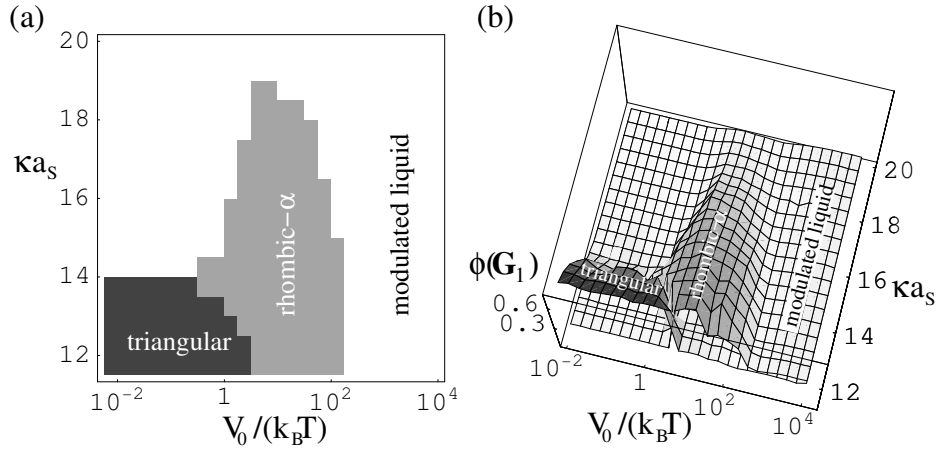 (a)
20
18
κa_S
16
14
12
triangular
rhombic-α
modulated liquid
10^-2
1
10^2
10^4
V_0/(k_BT)
(b)
ϕ(G_1)
0.6
0.3
triangular
rhombic-α
modulated liquid
20
18
16
κa_S
14
12
10^-2
1
10^2
10^4
V_0/(k_BT)